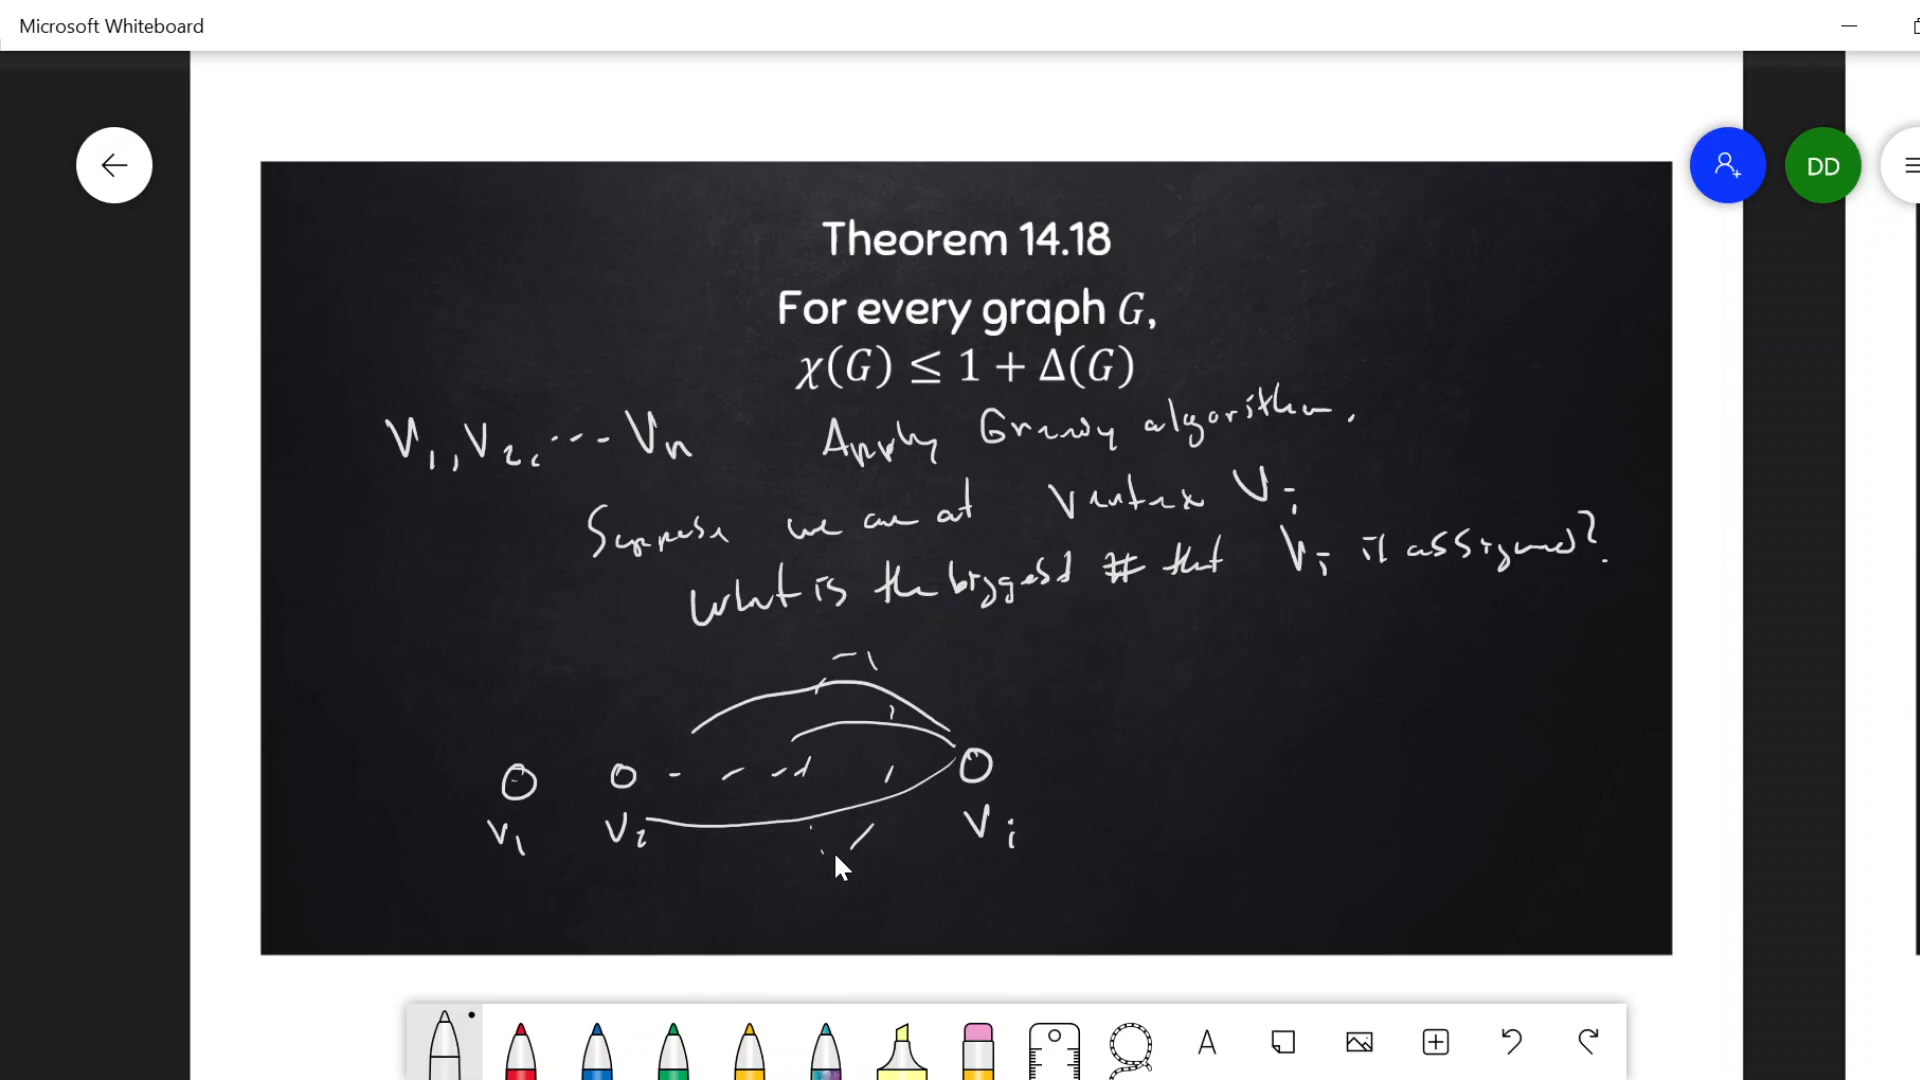 Microsoft Whiteboard
DD
Theorem 14.18
For every graph G,
χ(G) ≤ 1 + Δ(G)
V₁, V₂, ... Vₙ Apply Greedy algorithm.
Suppose we are at vertex Vᵢ
What is the biggest # that Vᵢ is assigned?
V₁ V₂ Vᵢ
A